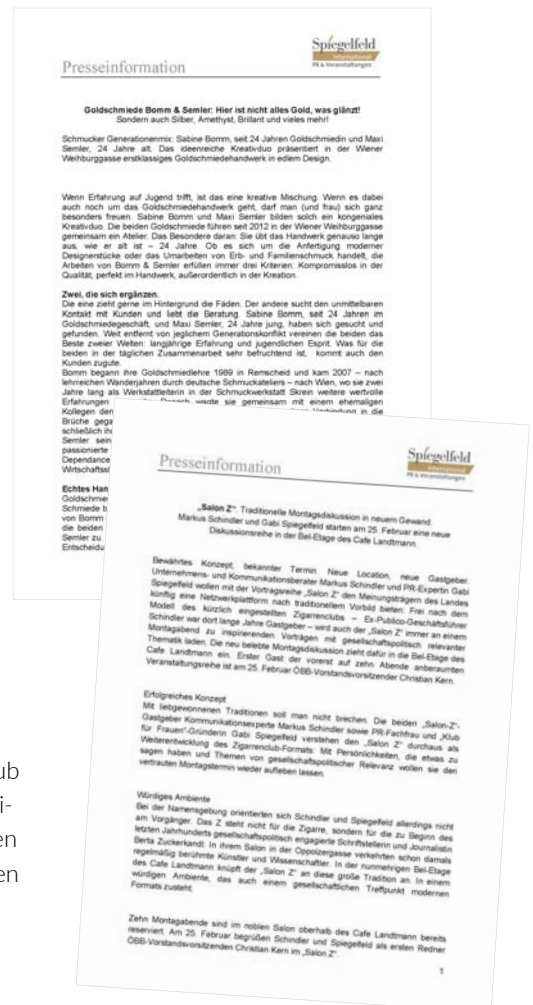 Spiegelfeld
International
PR & Veranstaltungen
Presseinformation
Goldschmiede Bomm & Semler: Hier ist nicht alles Gold, was glänzt!
Sondern auch Silber, Amethyst, Brillant und vieles mehr!
Schmucker Generationenmix: Sabine Bomm, seit 24 Jahren Goldschmiedin und Maxi
Semler, 24 Jahre alt. Das ideenreiche Kreativduo präsentiert in der Wiener
Weihburggasse erstklassiges Goldschmiedehandwerk in edlem Design.
Wenn Erfahrung auf Jugend trifft, ist das eine kreative Mischung. Wenn es dabei
auch noch um das Goldschmiedehandwerk geht, darf man (und frau) sich ganz
besonders freuen. Sabine Bomm und Maxi Semler bilden solch ein kongeniales
Kreativduo. Die beiden Goldschmiede führen seit 2012 in der Wiener Weihburggasse
gemeinsam ein Atelier. Das Besondere daran: Sie übt das Handwerk genauso lange
aus, wie er alt ist – 24 Jahre. Ob es sich um die Anfertigung moderner
Designerstücke oder das Umarbeiten von Erb- und Familienschmuck handelt, die
Arbeiten von Bomm & Semler erfüllen immer drei Kriterien: Kompromisslos in der
Qualität, perfekt im Handwerk, außerordentlich in der Kreation.
Zwei, die sich ergänzen.
Die eine zieht gerne im Hintergrund die Fäden. Der andere sucht den unmittelbaren
Kontakt mit Kunden und liebt die Beratung. Sabine Bomm, seit 24 Jahren im
Goldschmiedegeschäft, und Maxi Semler, 24 Jahre jung, haben sich gesucht und
gefunden. Weit entfernt von jeglichem Generationskonflikt vereinen die beiden das
Beste zweier Welten: langjährige Erfahrung und jugendlichen Esprit. Was für die
beiden in der täglichen Zusammenarbeit sehr befruchtend ist, kommt auch den
Kunden zugute.
Bomm begann ihre Goldschmiedlehre 1989 in Remscheid und kam 2007 – nach
lehrreichen Wanderjahren durch deutsche Schmuckateliers – nach Wien, wo sie zwei
Jahre lang als Werkstattleiterin in der Schmuckwerkstatt Skrein weitere wertvolle
Erfahrungen Danach wagte sie gemeinsam mit einem ehemaligen
Kollegen den Verbindung in die
Brüche gega
schließlich ih
Semler sein
passionierte
Dependance
Wirtschaftss
Echtes Han
Goldschmie
Schmiede b
von Bomm
die beiden
Semler zu.
Entscheidu
Spiegelfeld
International
PR & Veranstaltungen
Presseinformation
„Salon Z“. Traditionelle Montagsdiskussion in neuem Gewand.
Markus Schindler und Gabi Spiegelfeld starten am 25. Februar eine neue
Diskussionsreihe in der Bel-Etage des Cafe Landtmann.
Bewährtes Konzept, bekannter Termin. Neue Location, neue Gastgeber.
Unternehmens- und Kommunikationsberater Markus Schindler und PR-Expertin Gabi
Spiegelfeld wollen mit der Vortragsreihe „Salon Z“ den Meinungsträgern des Landes
künftig eine Netzwerkplattform nach traditionellem Vorbild bieten: Frei nach dem
Modell des kürzlich eingestellten Zigarrenclubs – Ex-Publico-Geschäftsführer
Schindler war dort lange Jahre Gastgeber – wird auch der „Salon Z“ immer an einem
Montagabend zu inspirierenden Vorträgen mit gesellschaftspolitisch relevanter
Thematik laden. Die neu belebte Montagsdiskussion zieht dafür in die Bel-Etage des
Cafe Landtmann ein. Erster Gast der vorerst auf zehn Abende anberaumten
Veranstaltungsreihe ist am 25. Februar ÖBB-Vorstandsvorsitzender Christian Kern.
Erfolgreiches Konzept
Mit liebgewonnenen Traditionen soll man nicht brechen. Die beiden „Salon-Z“-
Gastgeber Kommunikationsexperte Markus Schindler sowie PR-Fachfrau und „Klub
für Frauen“-Gründerin Gabi Spiegelfeld verstehen den „Salon Z“ durchaus als
Weiterentwicklung des Zigarrenclub-Formats: Mit Persönlichkeiten, die etwas zu
sagen haben und Themen von gesellschaftspolitischer Relevanz wollen sie den
vertrauten Montagstermin wieder aufleben lassen.
Würdiges Ambiente
Bei der Namensgebung orientierten sich Schindler und Spiegelfeld allerdings nicht
am Vorgänger. Das Z steht nicht für die Zigarre, sondern für die zu Beginn des
letzten Jahrhunderts gesellschaftspolitisch engagierte Schriftstellerin und Journalistin
Berta Zuckerkandl. In ihrem Salon in der Oppolzergasse verkehrten schon damals
regelmäßig berühmte Künstler und Wissenschafter. In der nunmehrigen Bel-Etage
des Cafe Landtmann knüpft der „Salon Z“ an diese große Tradition an. In einem
würdigen Ambiente, das auch einem gesellschaftlichen Treffpunkt modernen
Formats zusteht.
Zehn Montagabende sind im noblen Salon oberhalb des Cafe Landtmann bereits
reserviert. Am 25. Februar begrüßen Schindler und Spiegelfeld als ersten Redner
ÖBB-Vorstandsvorsitzenden Christian Kern im „Salon Z“.
1
ub
i-
en
en